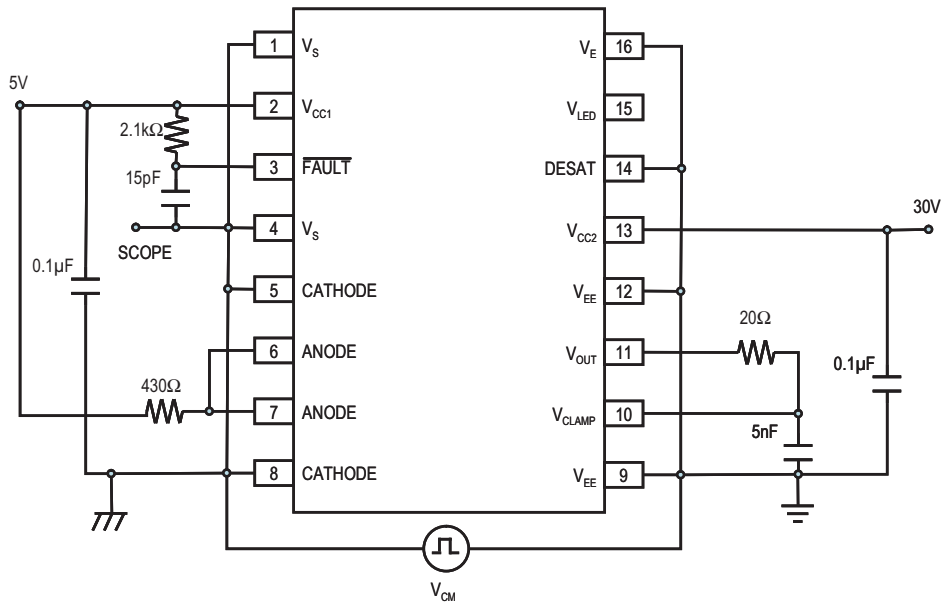 1 V_S
V_E 16
5V
2 V_CC1
V_LED 15
2.1kΩ
3 FAULT
DESAT 14
15pF
30V
4 V_S
V_CC2 13
SCOPE
0.1µF
5 CATHODE
V_EE 12
20Ω
6 ANODE
V_OUT 11
0.1µF
430Ω
7 ANODE
V_CLAMP 10
5nF
8 CATHODE
V_EE 9
V_CM